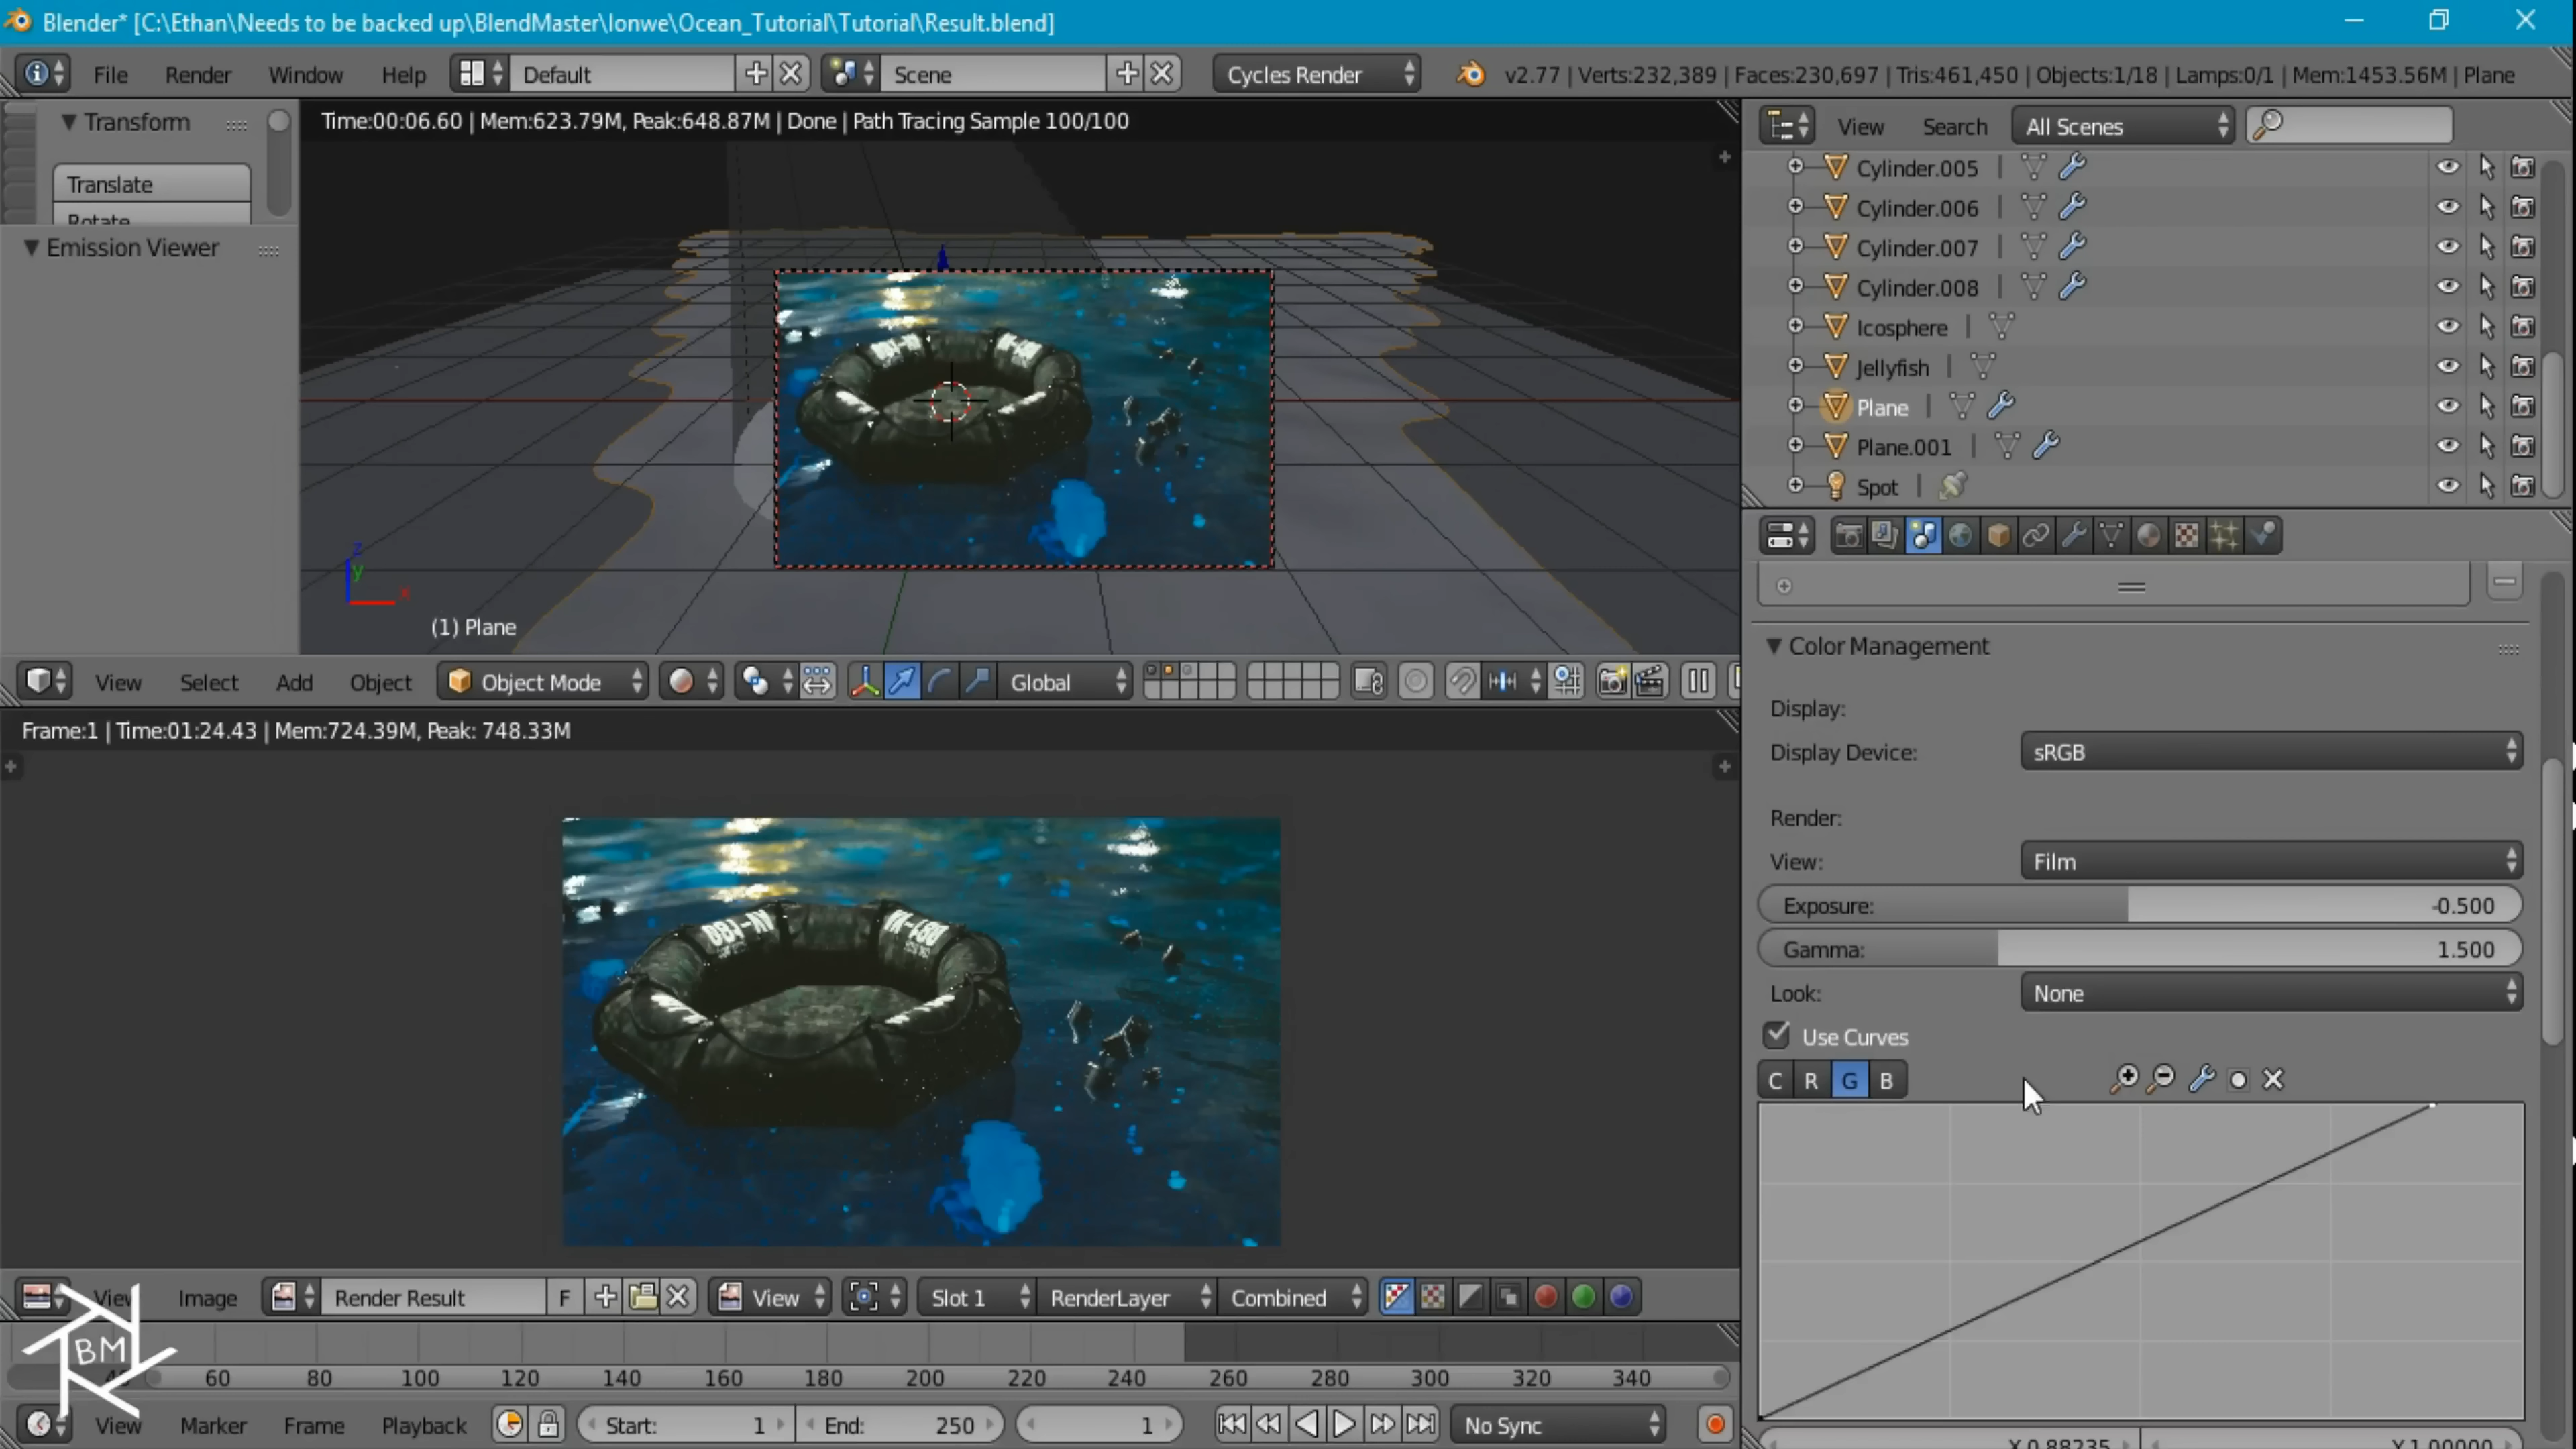 Blender* [C:\Ethan\Needs to be backed up\BlendMaster\Ionwe\Ocean_Tutorial\Tutorial\Result.blend]
File Render Window Help Default Scene Cycles Render v2.77 | Verts:232,389 | Faces:230,697 | Tris:461,450 | Objects:1/18 | Lamps:0/1 | Mem:1453.56M | Plane
Transform
Translate
Rotate
Emission Viewer
Time:00:06.60 | Mem:623.79M, Peak:648.87M | Done | Path Tracing Sample 100/100
z
y
x
(1) Plane
View Select Add Object Object Mode Global
View Search All Scenes
Cylinder.005
Cylinder.006
Cylinder.007
Cylinder.008
Icosphere
Jellyfish
Plane
Plane.001
Spot
Color Management
Display:
Display Device: sRGB
Render:
View: Film
Exposure: -0.500
Gamma: 1.500
Look: None
Use Curves
C R G B
X 0.88235 Y 1.00000
Frame:1 | Time:01:24.43 | Mem:724.39M, Peak: 748.33M
View Image Render Result F View Slot 1 RenderLayer Combined
BM
40 60 80 100 120 140 160 180 200 220 240 260 280 300 320 340
View Marker Frame Playback Start: 1 End: 250 1 No Sync